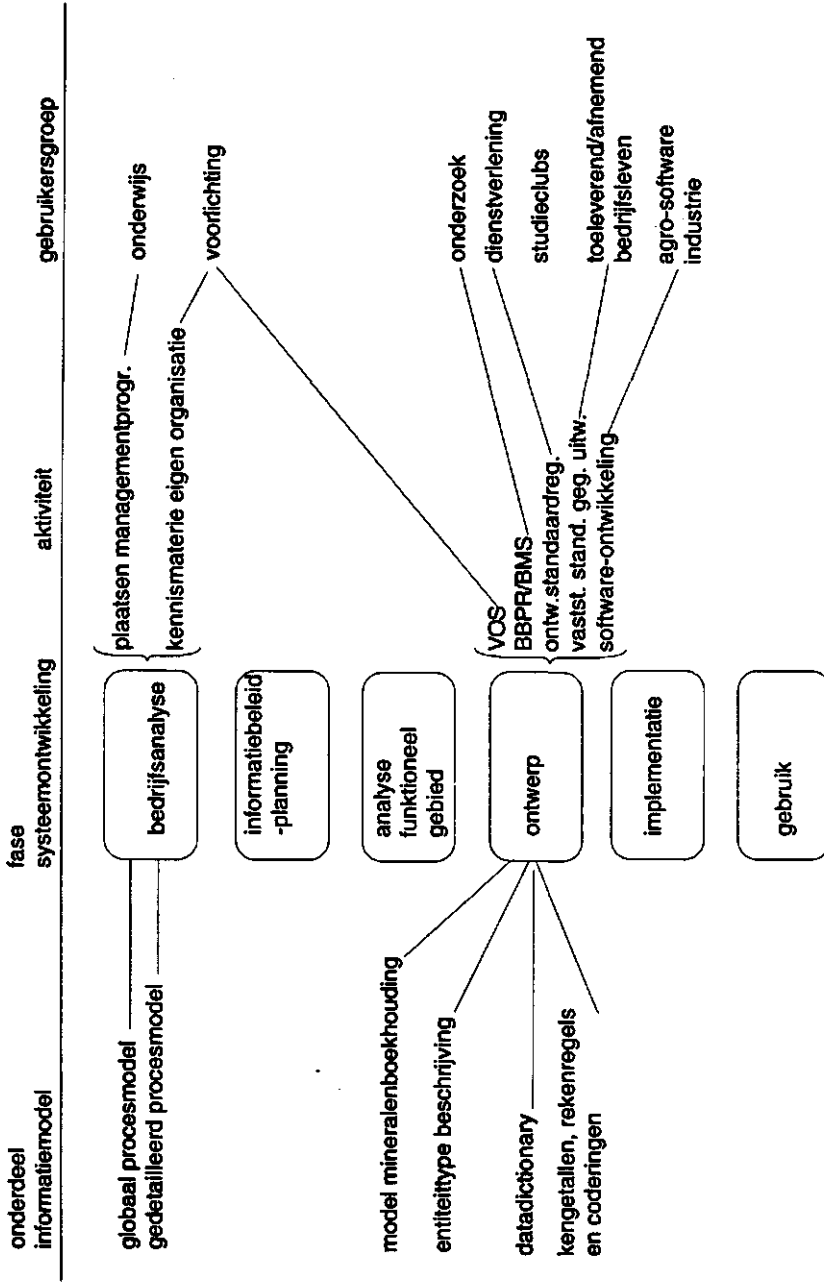 onderdeel
informatiemodel
fase
systeemontwikkeling
aktiviteit
gebruikersgroep
globaal procesmodel
gedetailleerd procesmodel
bedrijfsanalyse
plaatsen managementprogr.
kennismaterie eigen organisatie
onderwijs
voorlichting
informatiebeleid
-planning
analyse
funktioneel
gebied
model mineralenboekhouding
entiteittype beschrijving
datadictionary
kengetallen, rekenregels
en coderingen
ontwerp
VOS
BBPR/BMS
ontw.standaardreg.
vastst. stand. geg. uitw.
software-ontwikkeling
onderzoek
dienstverlening
studieclubs
toeleverend/afnemend
bedrijfsleven
agro-software
industrie
implementatie
gebruik